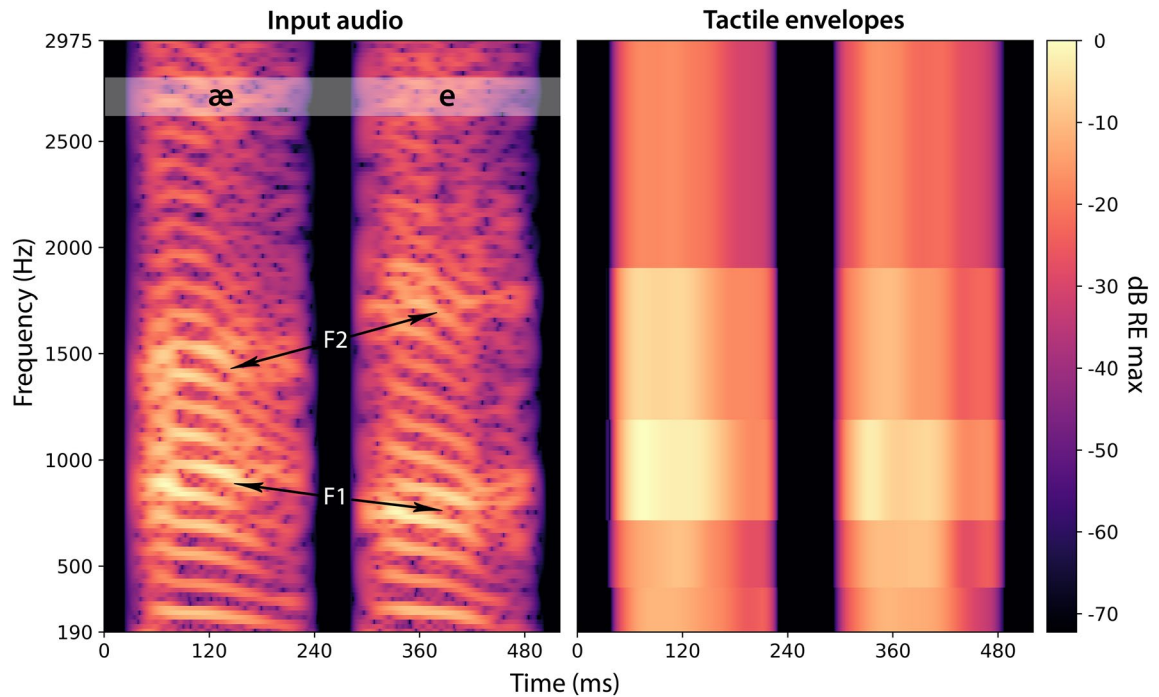 Input audio
Tactile envelopes
2975
2500
2000
1500
1000
500
190
Frequency (Hz)
æ
e
F2
F1
0
120
240
360
480
0
120
240
360
480
Time (ms)
0
-10
-20
-30
-40
-50
-60
-70
dB RE max